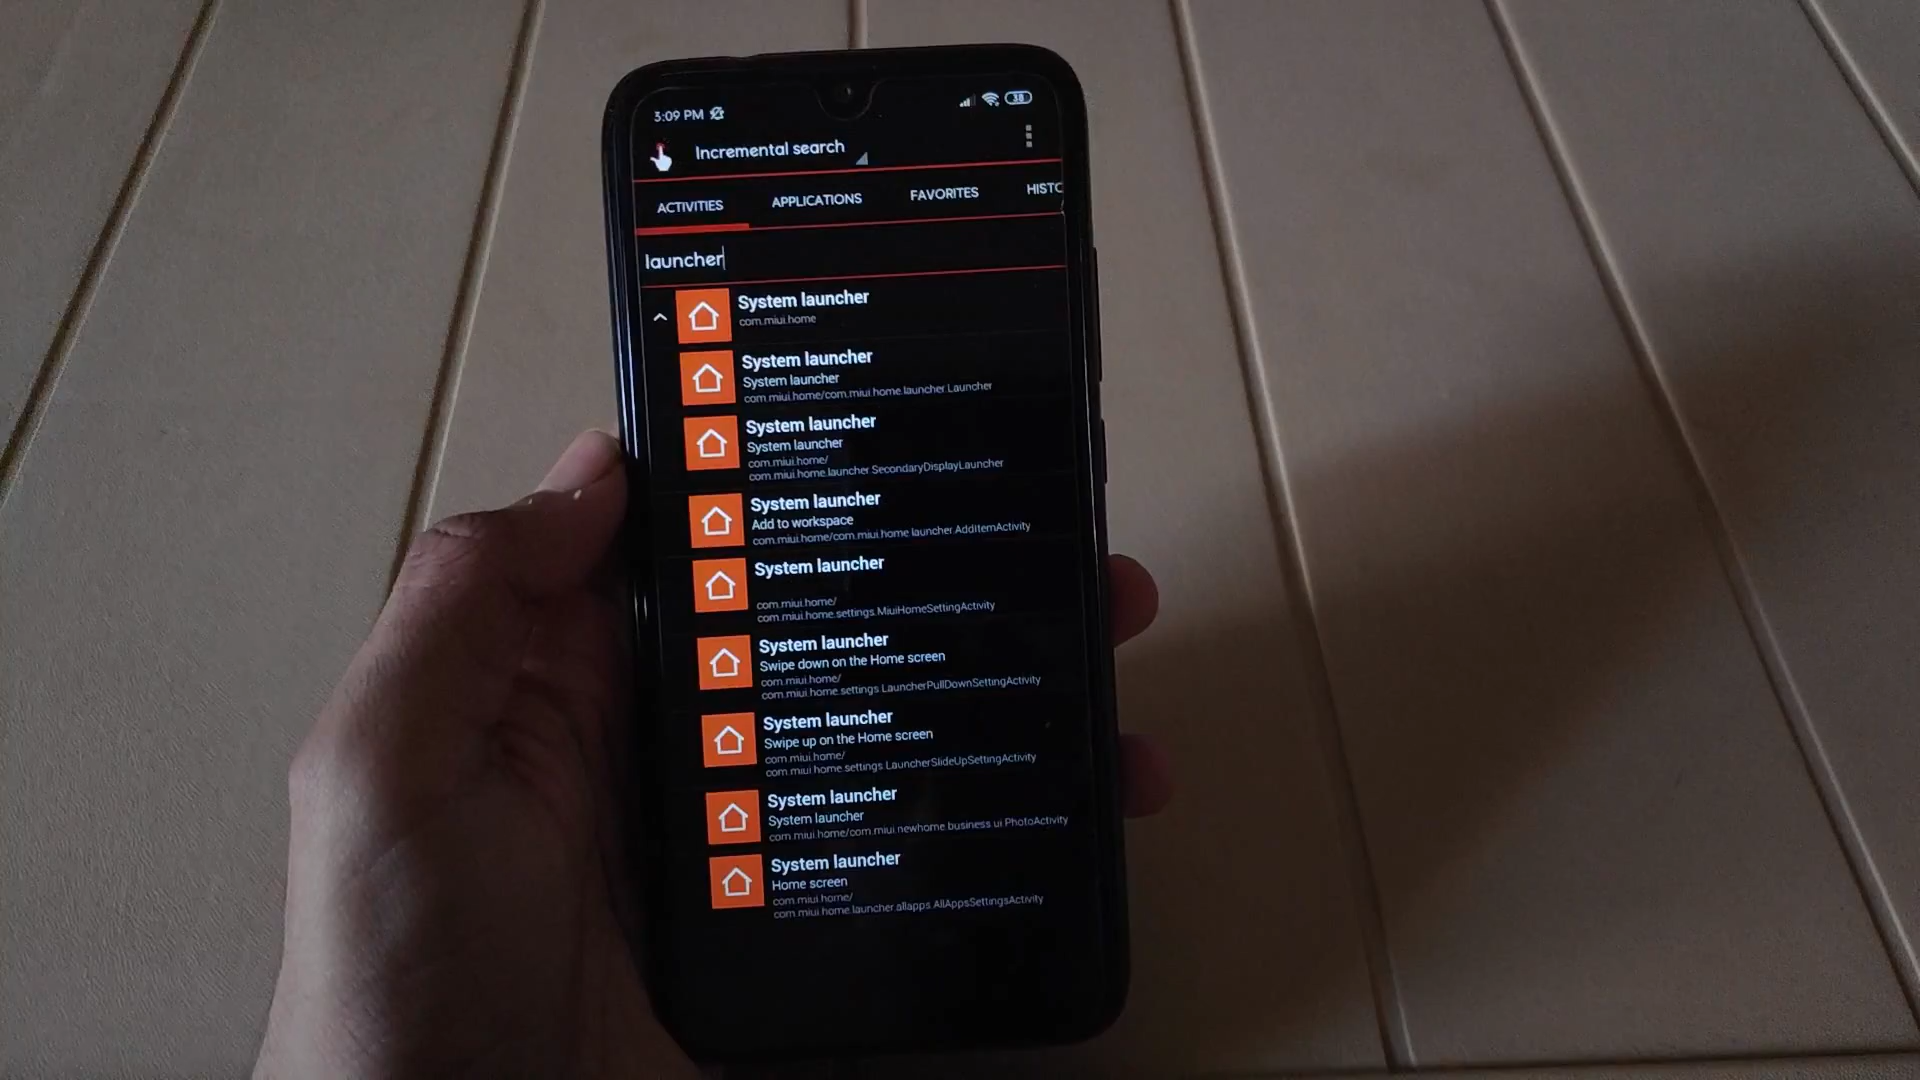 3:09 PM
38
Incremental search
ACTIVITIES APPLICATIONS FAVORITES HISTO
launcher
System launcher
com.miui.home
System launcher
System launcher
com.miui.home/com.miui.home.launcher.Launcher
System launcher
System launcher
com.miui.home/
com.miui.home.launcher.SecondaryDisplayLauncher
System launcher
Add to workspace
com.miui.home/com.miui.home.launcher.AddItemActivity
System launcher
com.miui.home/
com.miui.home.settings.MiuiHomeSettingActivity
System launcher
Swipe down on the Home screen
com.miui.home/
com.miui.home.settings.LauncherPullDownSettingActivity
System launcher
Swipe up on the Home screen
com.miui.home/
com.miui.home.settings.LauncherSlideUpSettingActivity
System launcher
System launcher
com.miui.home/com.miui.newhome.business.ui.PhotoActivity
System launcher
Home screen
com.miui.home/
com.miui.home.launcher.allapps.AllAppsSettingsActivity